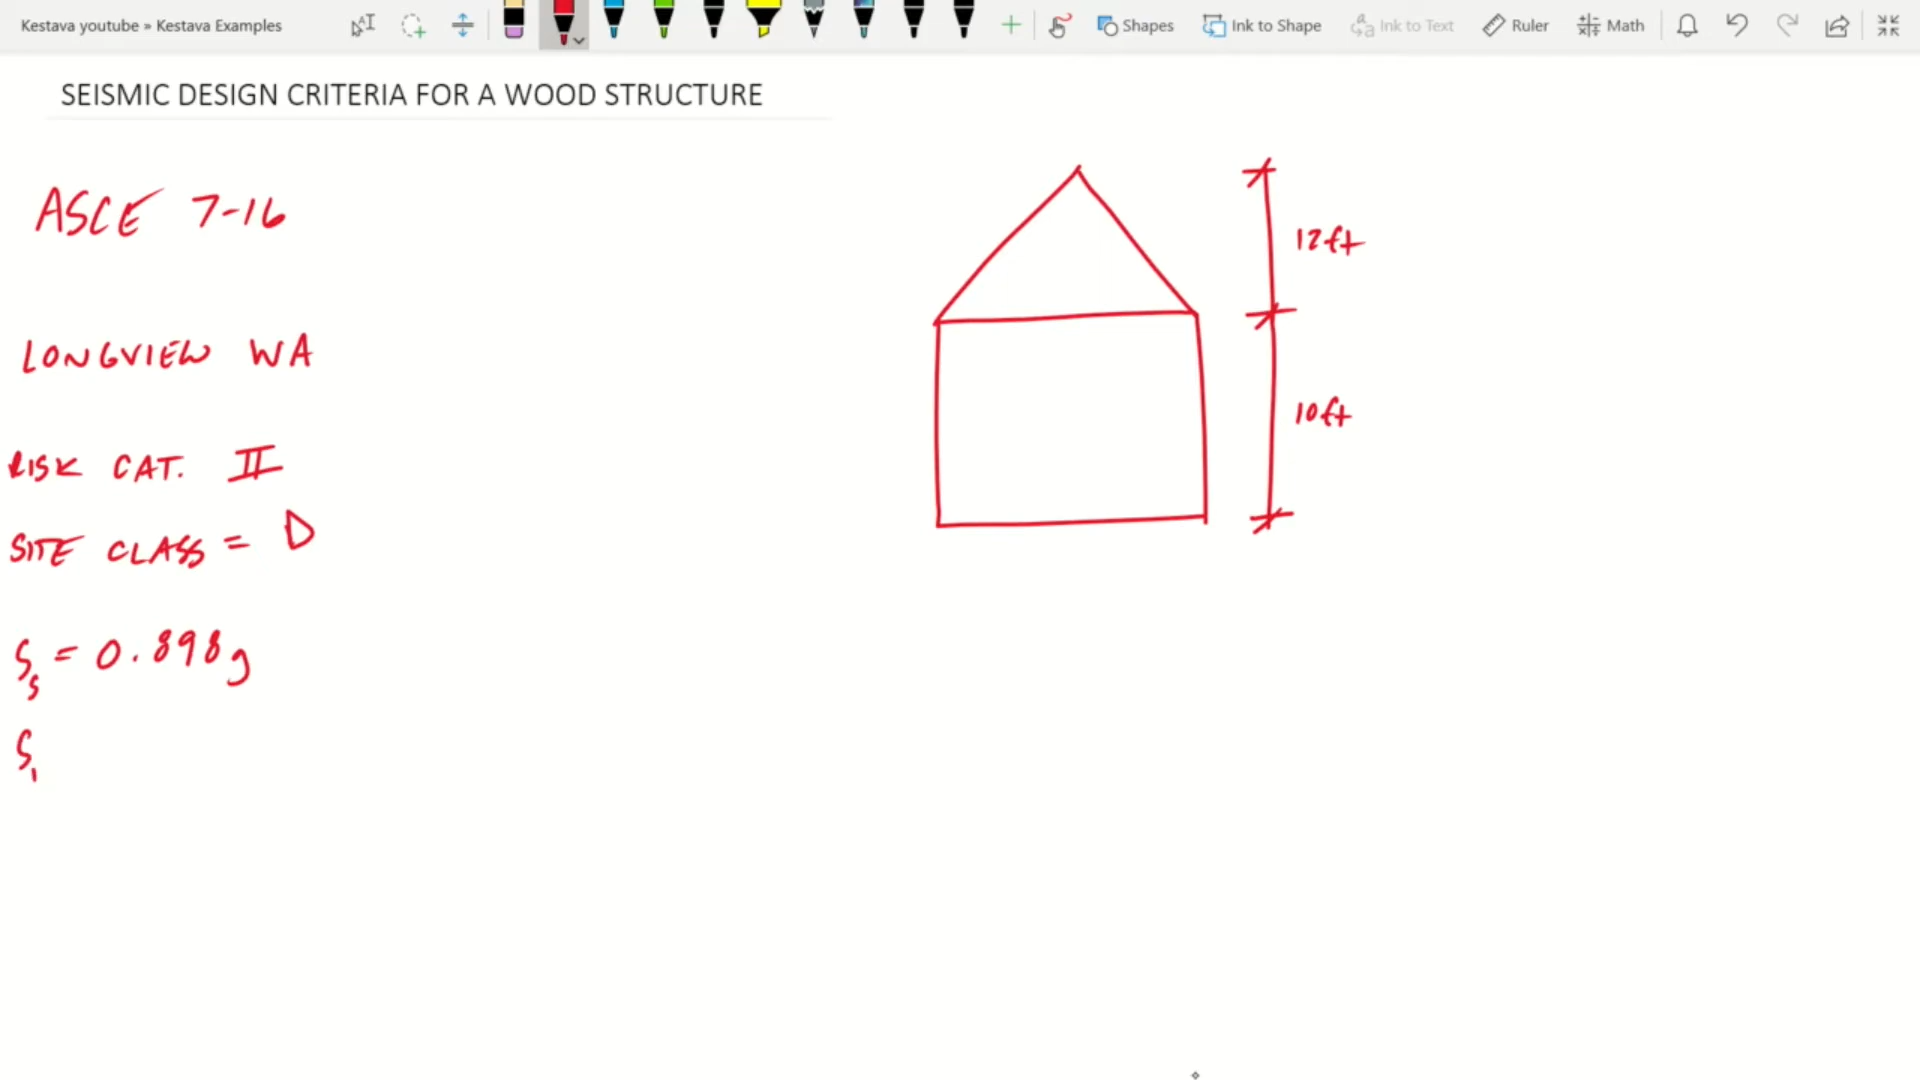 Kestava youtube » Kestava Examples
Shapes
Ink to Shape
Ink to Text
Ruler
Math
SEISMIC DESIGN CRITERIA FOR A WOOD STRUCTURE
ASCE 7-16
12ft
LONGVIEW WA
10ft
RISK CAT. II
SITE CLASS = D
Ss = 0.898g
S1